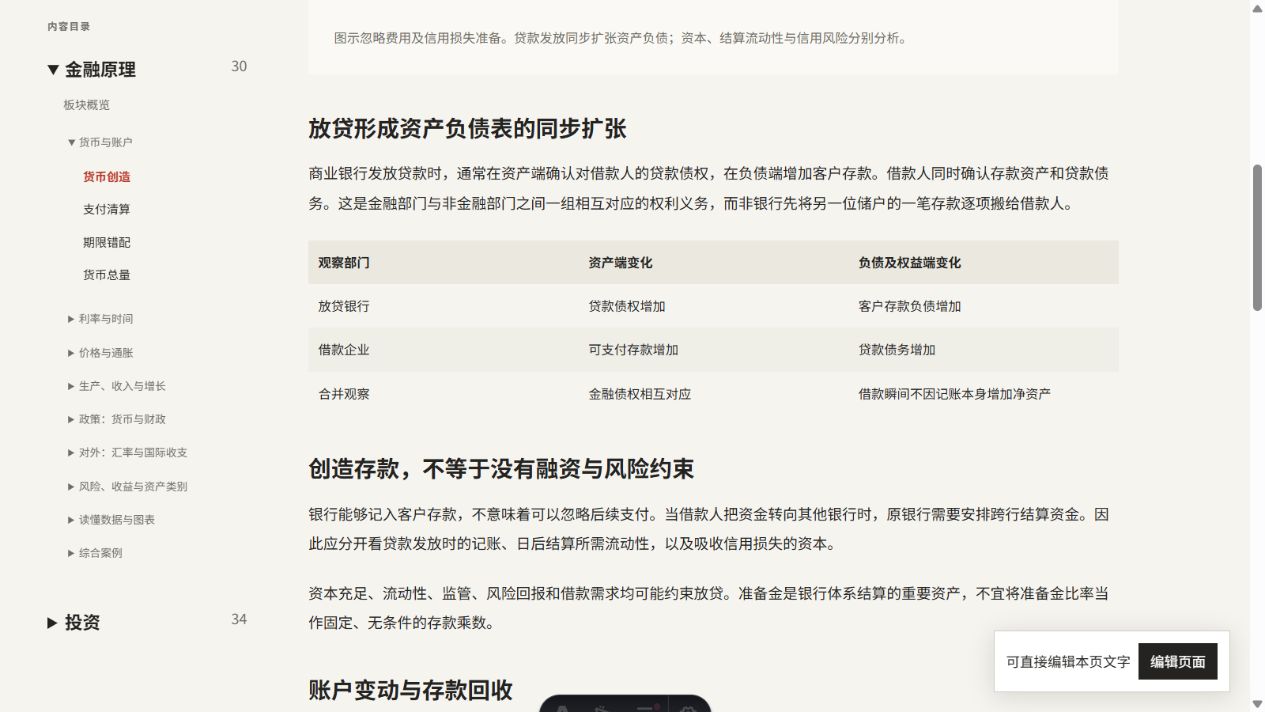 内容目录
▼ 金融原理 30
板块概览
▼ 货币与账户
货币创造
支付清算
期限错配
货币总量
▶ 利率与时间
▶ 价格与通胀
▶ 生产、收入与增长
▶ 政策：货币与财政
▶ 对外：汇率与国际收支
▶ 风险、收益与资产类别
▶ 读懂数据与图表
▶ 综合案例
▶ 投资 34
图示忽略费用及信用损失准备。贷款发放同步扩张资产负债；资本、结算流动性与信用风险分别分析。
放贷形成资产负债表的同步扩张
商业银行发放贷款时，通常在资产端确认对借款人的贷款债权，在负债端增加客户存款。借款人同时确认存款资产和贷款债
务。这是金融部门与非金融部门之间一组相互对应的权利义务，而非银行先将另一位储户的一笔存款逐项搬给借款人。
观察部门 资产端变化 负债及权益端变化
放贷银行 贷款债权增加 客户存款负债增加
借款企业 可支付存款增加 贷款债务增加
合并观察 金融债权相互对应 借款瞬间不因记账本身增加净资产
创造存款，不等于没有融资与风险约束
银行能够记入客户存款，不意味着可以忽略后续支付。当借款人把资金转向其他银行时，原银行需要安排跨行结算资金。因
此应分开看贷款发放时的记账、日后结算所需流动性，以及吸收信用损失的资本。
资本充足、流动性、监管、风险回报和借款需求均可能约束放贷。准备金是银行体系结算的重要资产，不宜将准备金比率当
作固定、无条件的存款乘数。
账户变动与存款回收
可直接编辑本页文字 编辑页面